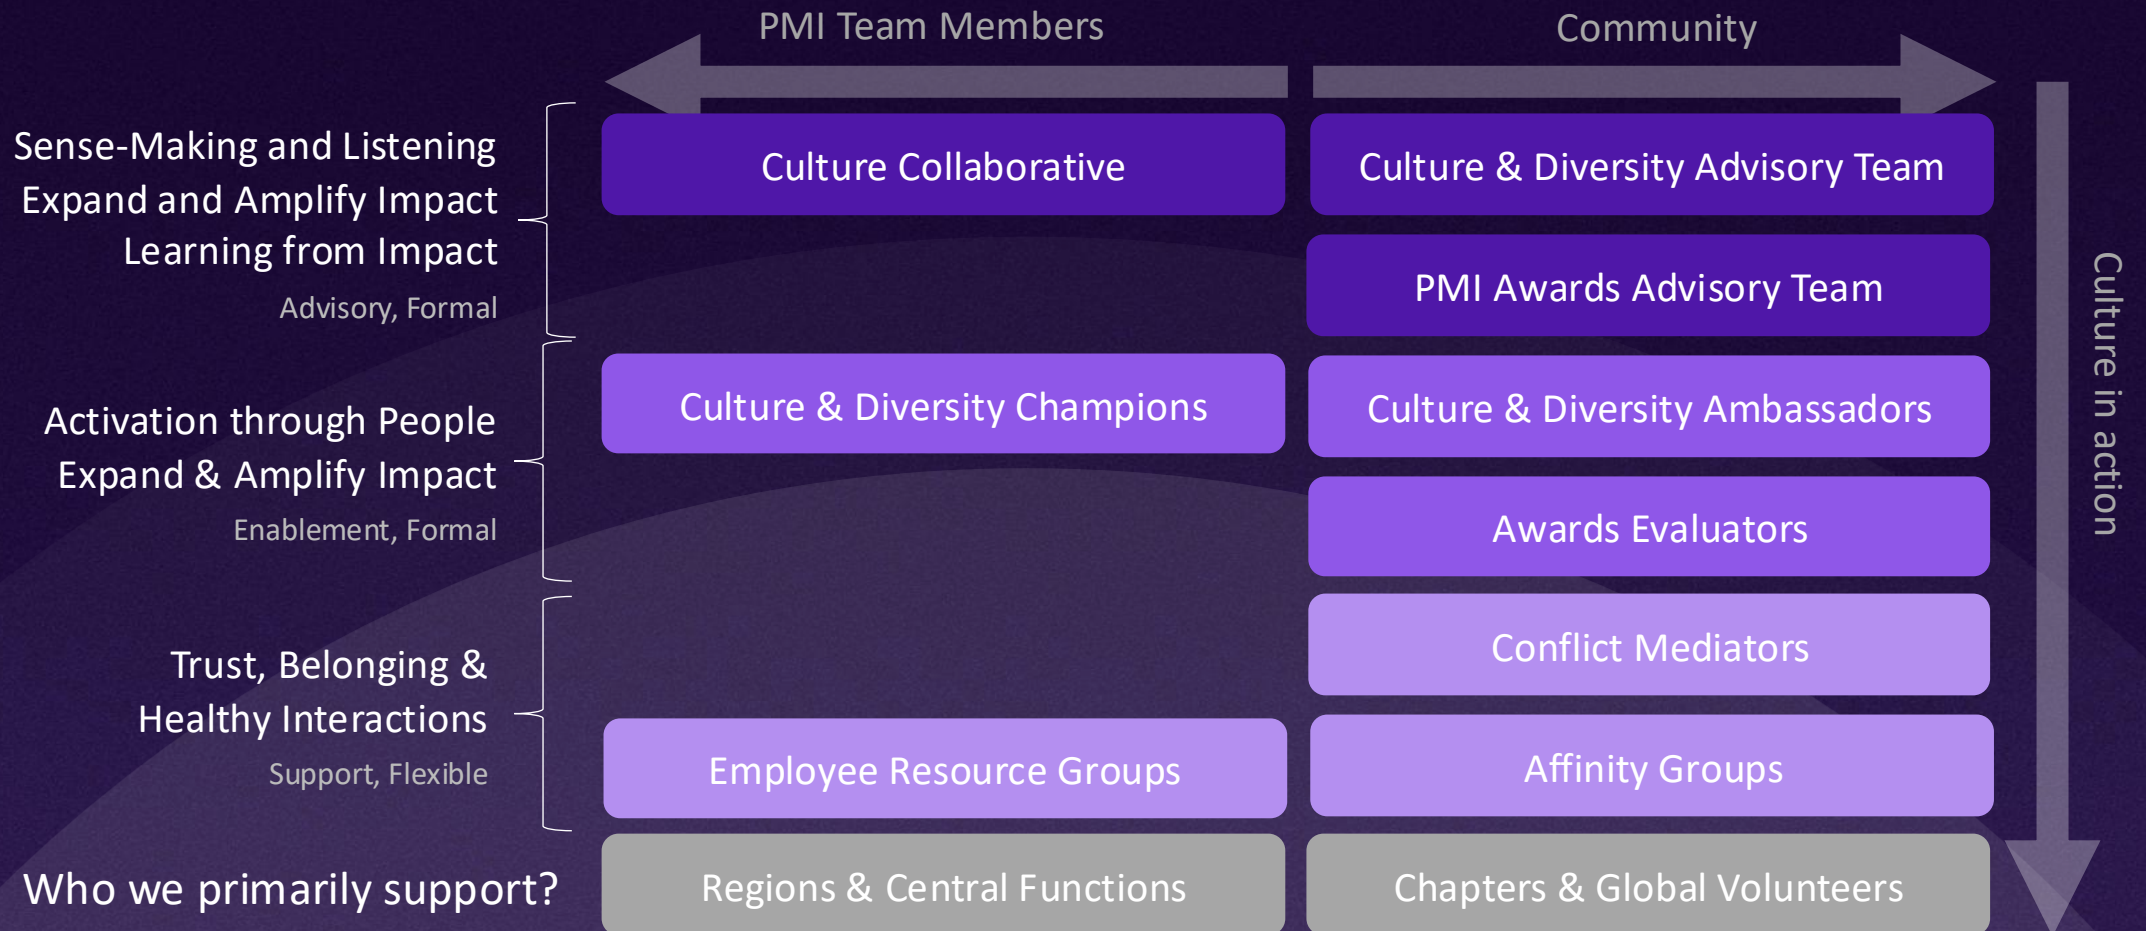 PMI Team Members
Community
Sense-Making and Listening
Expand and Amplify Impact
Learning from Impact
Advisory, Formal
Culture Collaborative
Culture & Diversity Advisory Team
PMI Awards Advisory Team
Activation through People
Expand & Amplify Impact
Enablement, Formal
Culture & Diversity Champions
Culture & Diversity Ambassadors
Awards Evaluators
Trust, Belonging &
Healthy Interactions
Support, Flexible
Conflict Mediators
Employee Resource Groups
Affinity Groups
Who we primarily support?
Regions & Central Functions
Chapters & Global Volunteers
Culture in action